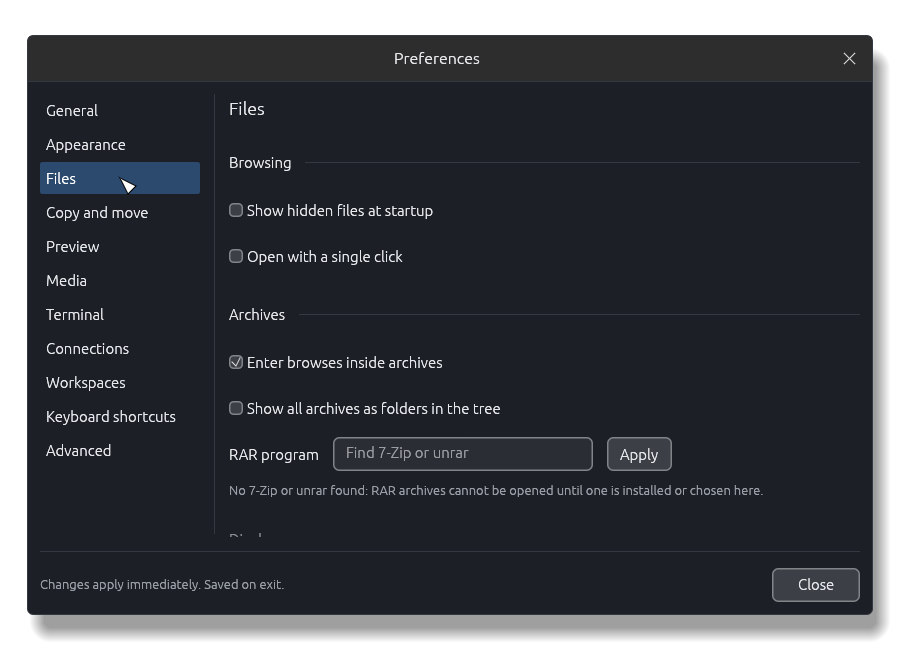 Preferences
General
Appearance
Files
Copy and move
Preview
Media
Terminal
Connections
Workspaces
Keyboard shortcuts
Advanced
Files
Browsing
Show hidden files at startup
Open with a single click
Archives
Enter browses inside archives
Show all archives as folders in the tree
RAR program
Find 7-Zip or unrar
Apply
No 7-Zip or unrar found: RAR archives cannot be opened until one is installed or chosen here.
Changes apply immediately. Saved on exit.
Close